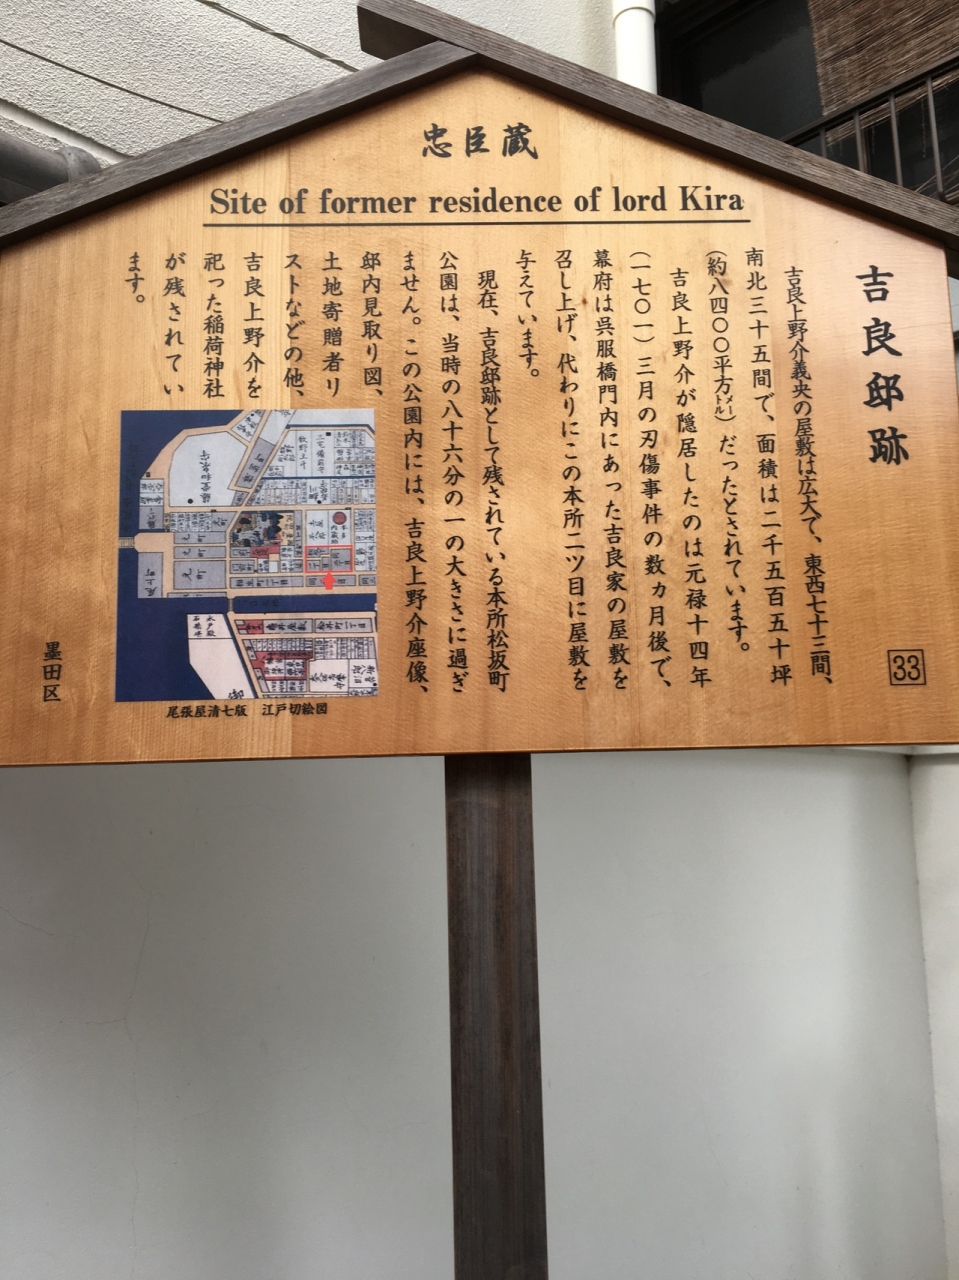 忠臣蔵
Site of former residence of lord Kira
吉良邸跡
33
吉良上野介義央の屋敷は広大で、東西七十三間、
南北三十五間で、面積は二千五百五十坪
(約八四〇〇平方メートル)だったとされています。
吉良上野介が隠居したのは元禄十四年
(一七〇一)三月の刃傷事件の数ヵ月後で、
幕府は呉服橋門内にあった吉良家の屋敷を
召し上げ、代わりにこの本所二ツ目に屋敷を
与えています。
現在、吉良邸跡として残されている本所松坂町
公園は、当時の八十六分の一の大きさに過ぎ
ません。この公園内には、吉良上野介座像、
邸内見取り図、
土地寄贈者リ
ストなどの他、
吉良上野介を
祀った稲荷神社
が残されてい
ます。
尾張屋清七版 江戸切絵図
墨田区